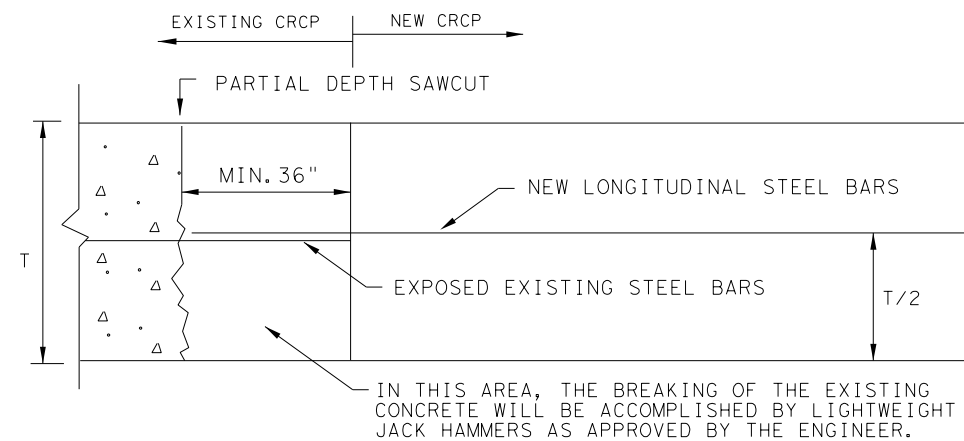 EXISTING CRCP
NEW CRCP
PARTIAL DEPTH SAWCUT
MIN. 36"
NEW LONGITUDINAL STEEL BARS
T
EXPOSED EXISTING STEEL BARS
T/2
IN THIS AREA, THE BREAKING OF THE EXISTING
CONCRETE WILL BE ACCOMPLISHED BY LIGHTWEIGHT
JACK HAMMERS AS APPROVED BY THE ENGINEER.